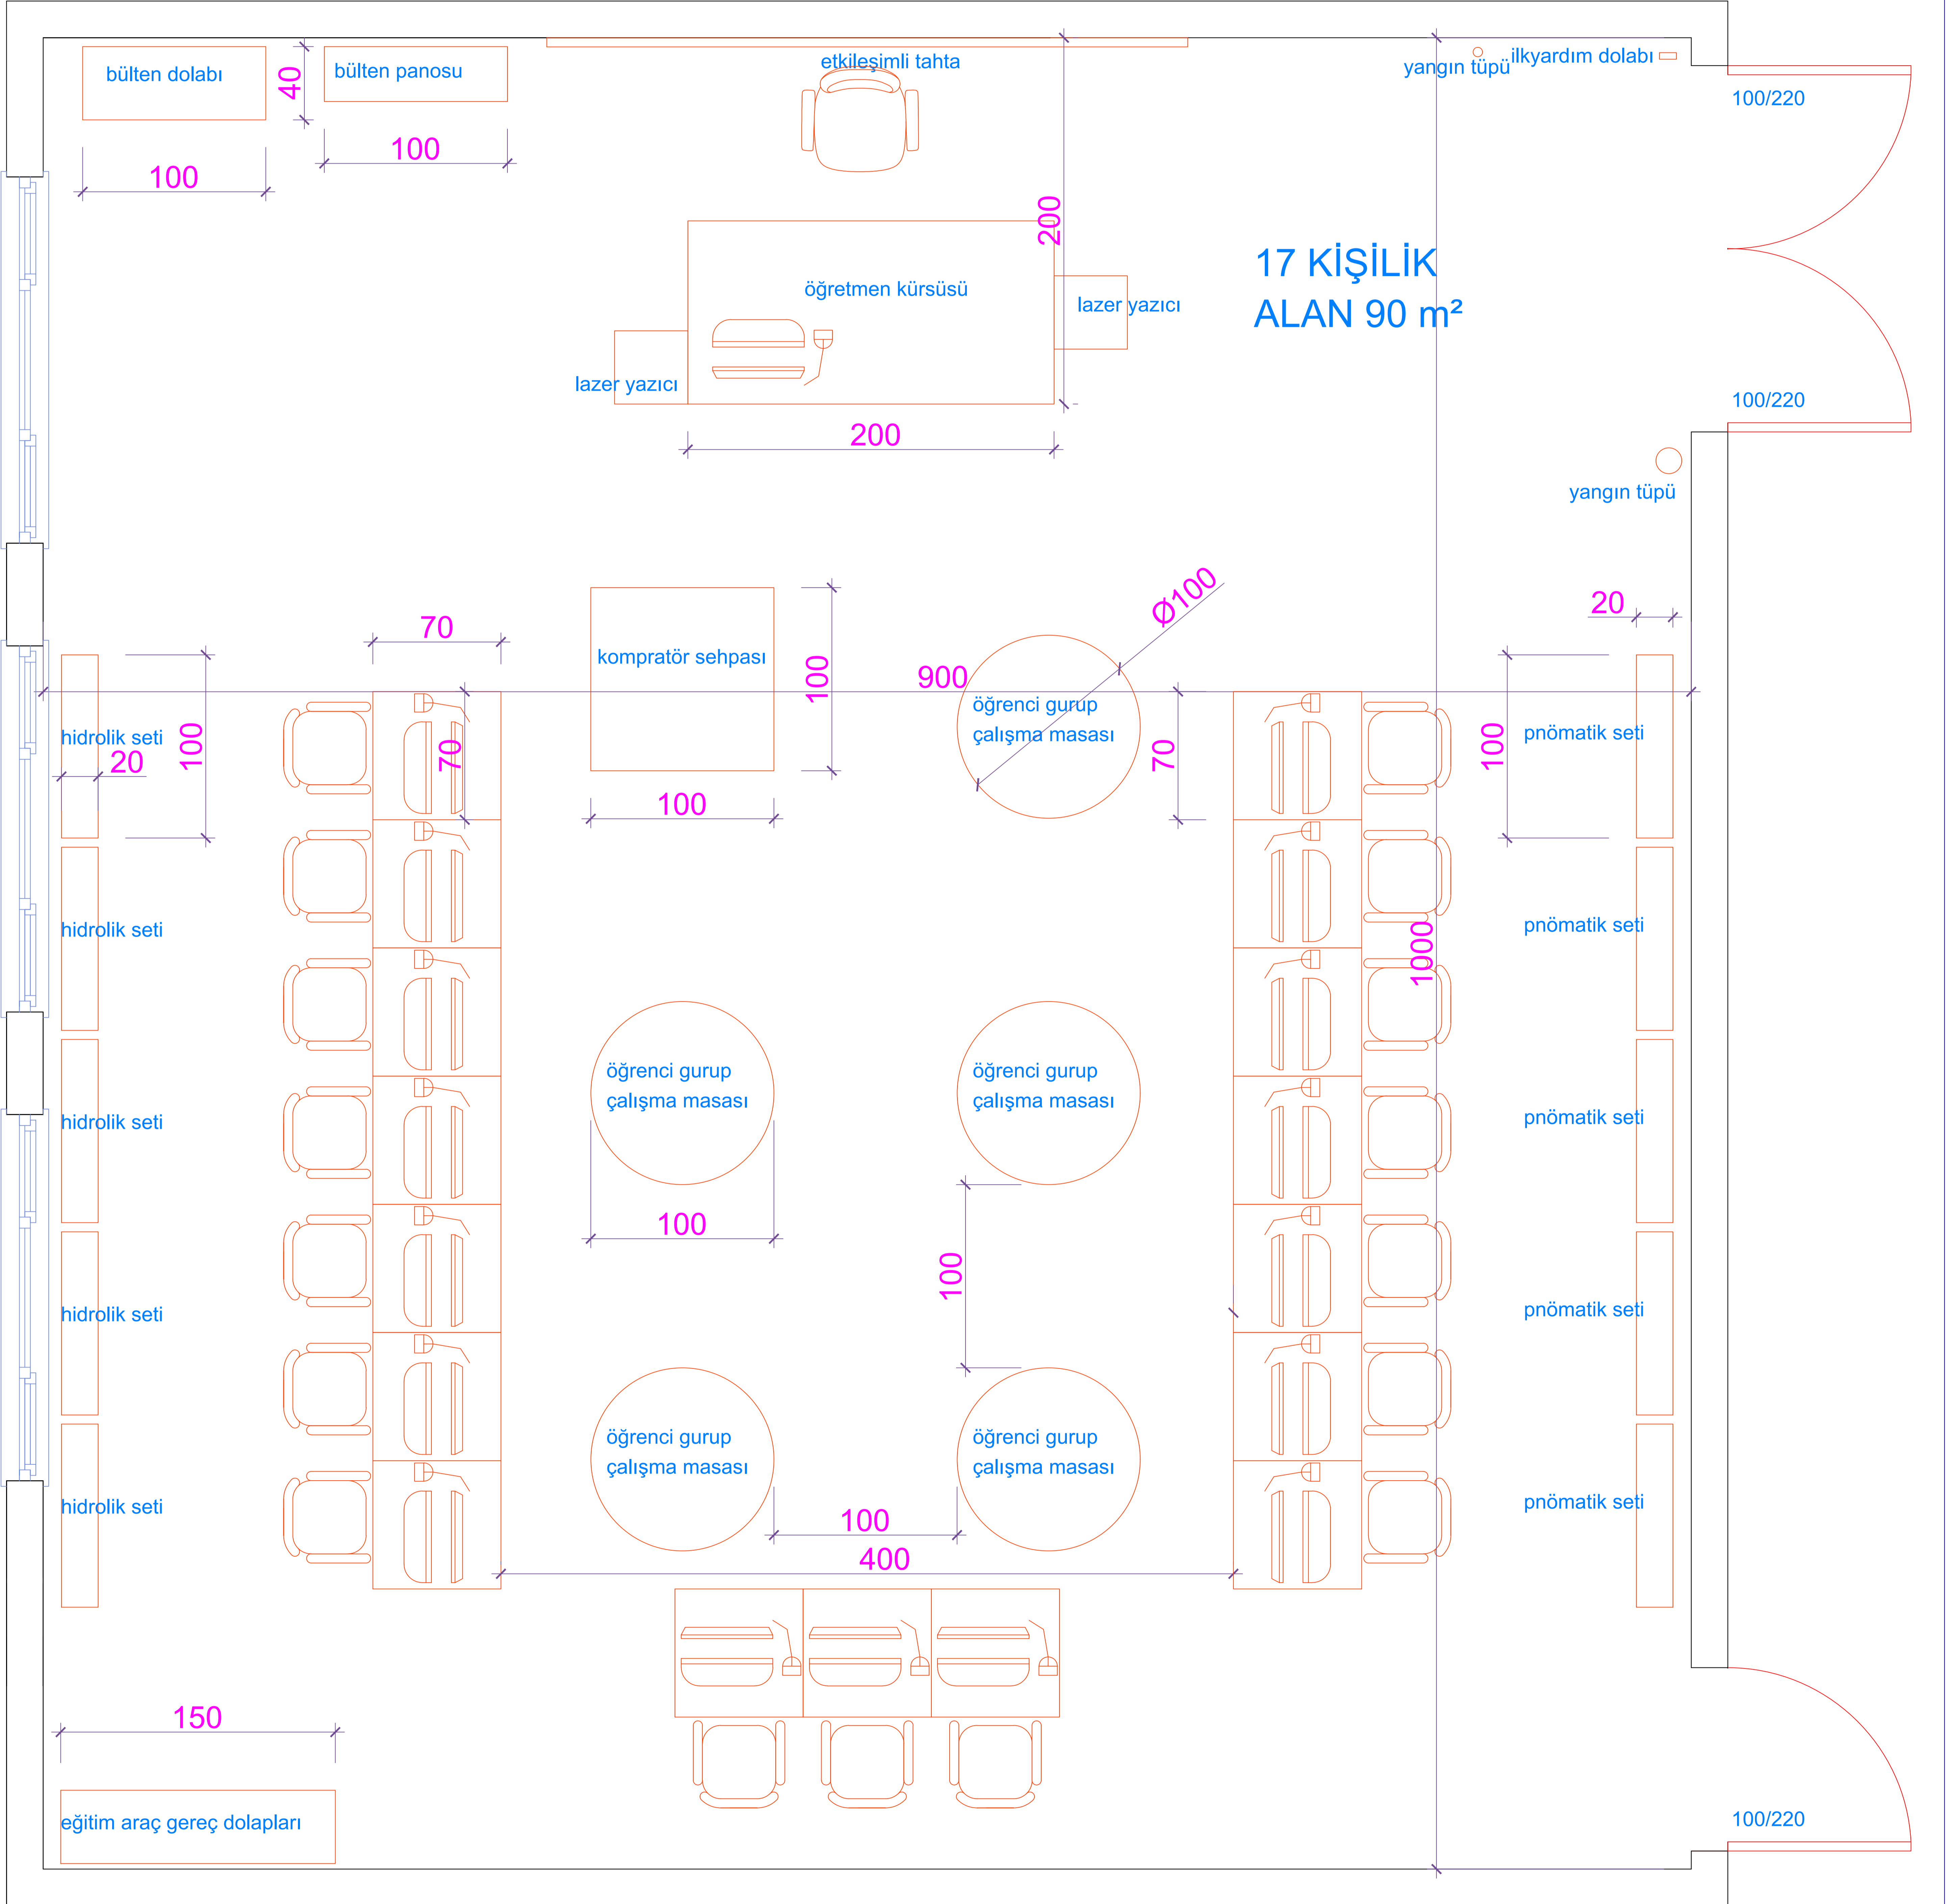 bülten dolabı
40
bülten panosu
etkileşimli tahta
yangın tüpü
ilkyardım dolabı
100/220
100
100
200
17 KİŞİLİK
ALAN 90 m²
öğretmen kürsüsü
lazer yazıcı
lazer yazıcı
200
100/220
yangın tüpü
Ø100
20
70
kompratör sehpası
100
900
öğrenci gurup
çalışma masası
hidrolik seti
20
100
70
70
100
pnömatik seti
100
hidrolik seti
1000
pnömatik seti
öğrenci gurup
çalışma masası
öğrenci gurup
çalışma masası
hidrolik seti
pnömatik seti
100
100
hidrolik seti
pnömatik seti
öğrenci gurup
çalışma masası
öğrenci gurup
çalışma masası
hidrolik seti
pnömatik seti
100
400
150
eğitim araç gereç dolapları
100/220